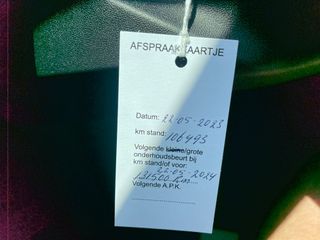 AFSPRAAKKAARTJE
Datum: 22-05-2023
km stand: 106493
Volgende kleine/grote
onderhoudsbeurt bij
km stand/of voor:
22-05-2024
131500 km
Volgende A.P.K.